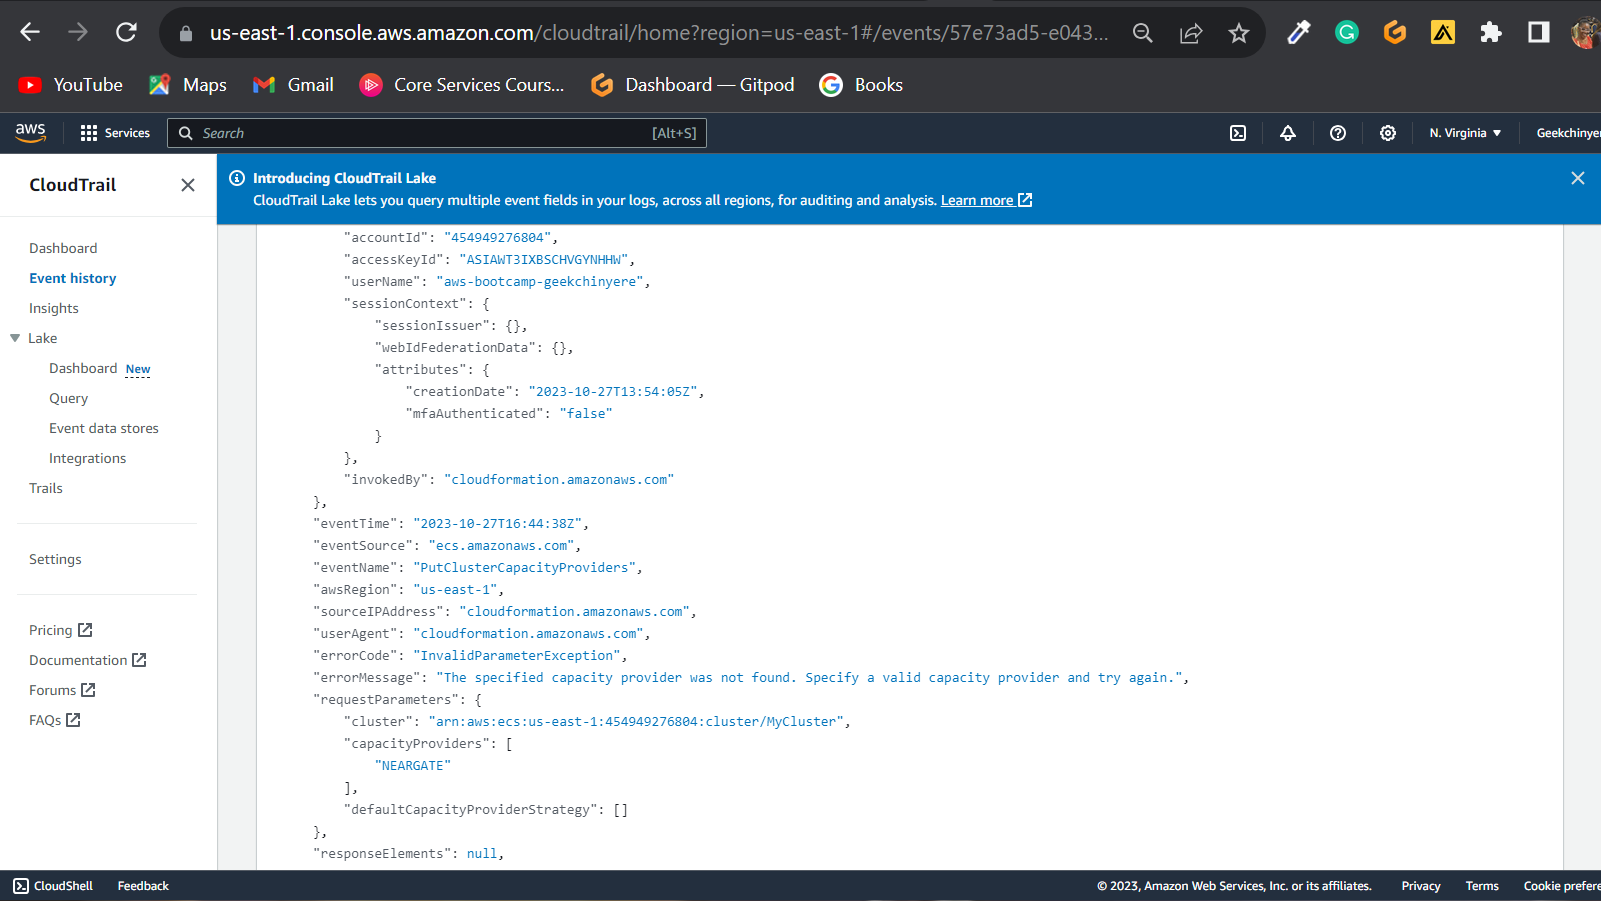 us-east-1.console.aws.amazon.com/cloudtrail/home?region=us-east-1#/events/57e73ad5-e043...
YouTube
Maps
Gmail
Core Services Cours...
Dashboard — Gitpod
Books
aws
Services
Search
[Alt+S]
N. Virginia
Geekchinye
CloudTrail
Introducing CloudTrail Lake
CloudTrail Lake lets you query multiple event fields in your logs, across all regions, for auditing and analysis. Learn more
Dashboard
Event history
Insights
Lake
Dashboard New
Query
Event data stores
Integrations
Trails
Settings
Pricing
Documentation
Forums
FAQs
"accountId": "454949276804",
"accessKeyId": "ASIAWT3IXBSCHVGYNHHW",
"userName": "aws-bootcamp-geekchinyere",
"sessionContext": {
"sessionIssuer": {},
"webIdFederationData": {},
"attributes": {
"creationDate": "2023-10-27T13:54:05Z",
"mfaAuthenticated": "false"
}
},
"invokedBy": "cloudformation.amazonaws.com"
},
"eventTime": "2023-10-27T16:44:38Z",
"eventSource": "ecs.amazonaws.com",
"eventName": "PutClusterCapacityProviders",
"awsRegion": "us-east-1",
"sourceIPAddress": "cloudformation.amazonaws.com",
"userAgent": "cloudformation.amazonaws.com",
"errorCode": "InvalidParameterException",
"errorMessage": "The specified capacity provider was not found. Specify a valid capacity provider and try again.",
"requestParameters": {
"cluster": "arn:aws:ecs:us-east-1:454949276804:cluster/MyCluster",
"capacityProviders": [
"NEARGATE"
],
"defaultCapacityProviderStrategy": []
},
"responseElements": null,
CloudShell
Feedback
© 2023, Amazon Web Services, Inc. or its affiliates.
Privacy
Terms
Cookie prefere